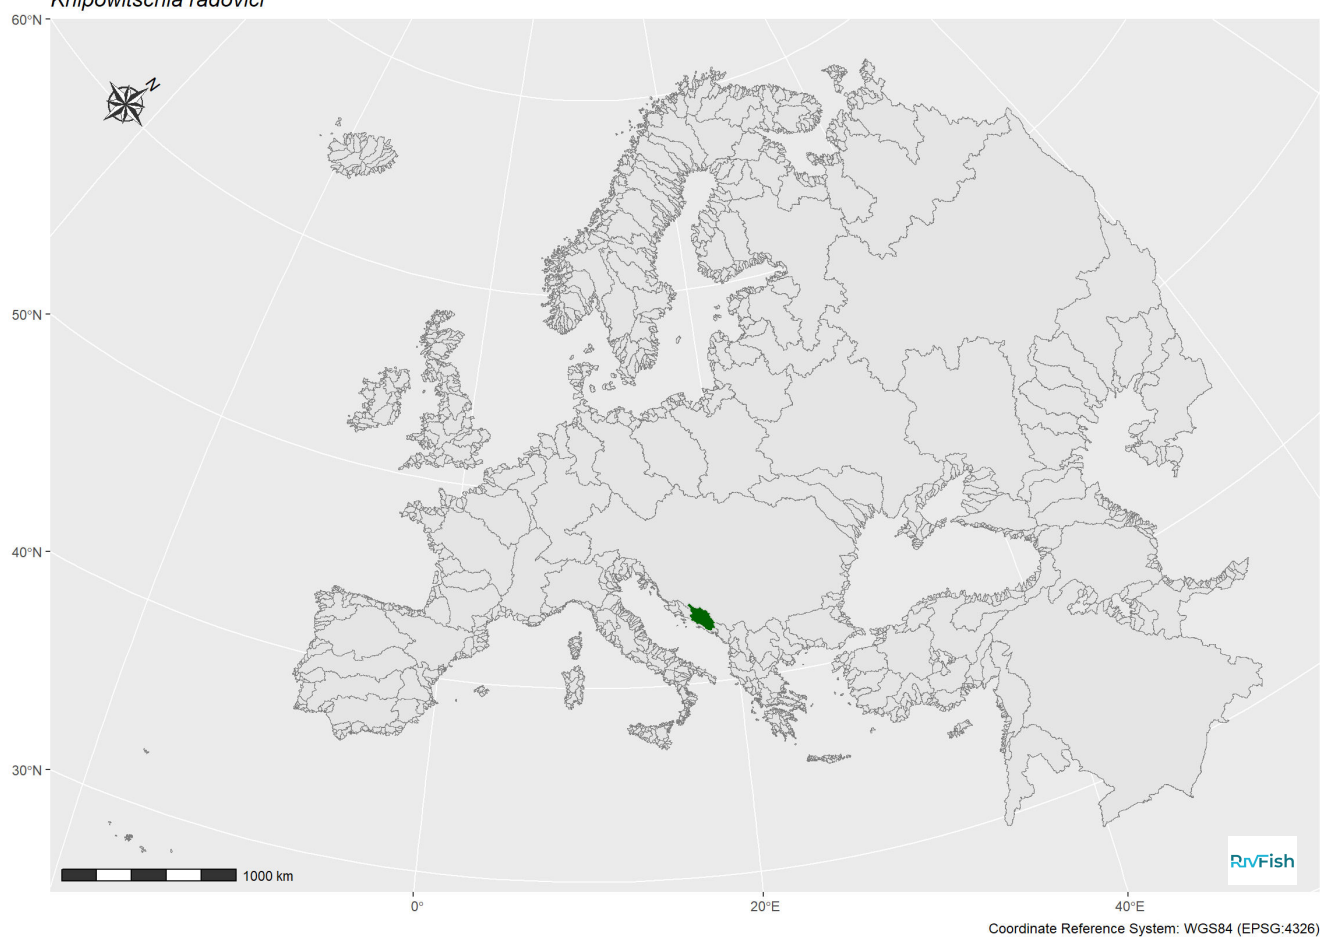 Knipowitschia radovici
60°N
N
50°N
40°N
30°N
1000 km
RivFish
0°
20°E
40°E
Coordinate Reference System: WGS84 (EPSG:4326)